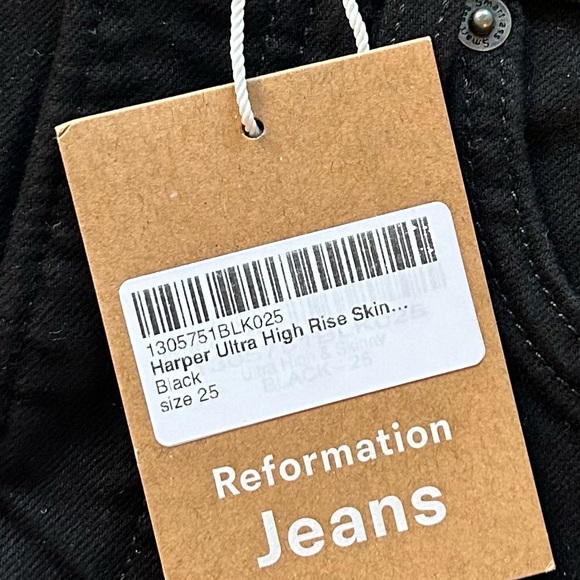 1305751BLK025
Harper Ultra High Rise Skin...
Black
size 25
Reformation
Jeans